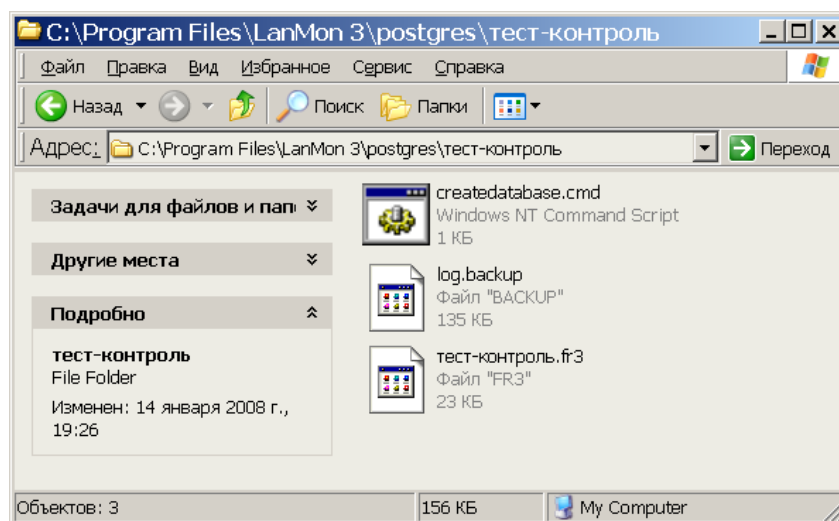 C:\Program Files\LanMon 3\postgres\тест-контроль
Файл Правка Вид Избранное Сервис Справка
Назад Поиск Папки
Адрес: C:\Program Files\LanMon 3\postgres\тест-контроль Переход
Задачи для файлов и пап
Другие места
Подробно
тест-контроль
File Folder
Изменен: 14 января 2008 г.,
19:26
createdatabase.cmd
Windows NT Command Script
1 КБ
log.backup
Файл "BACKUP"
135 КБ
тест-контроль.fr3
Файл "FR3"
23 КБ
Объектов: 3 156 КБ My Computer